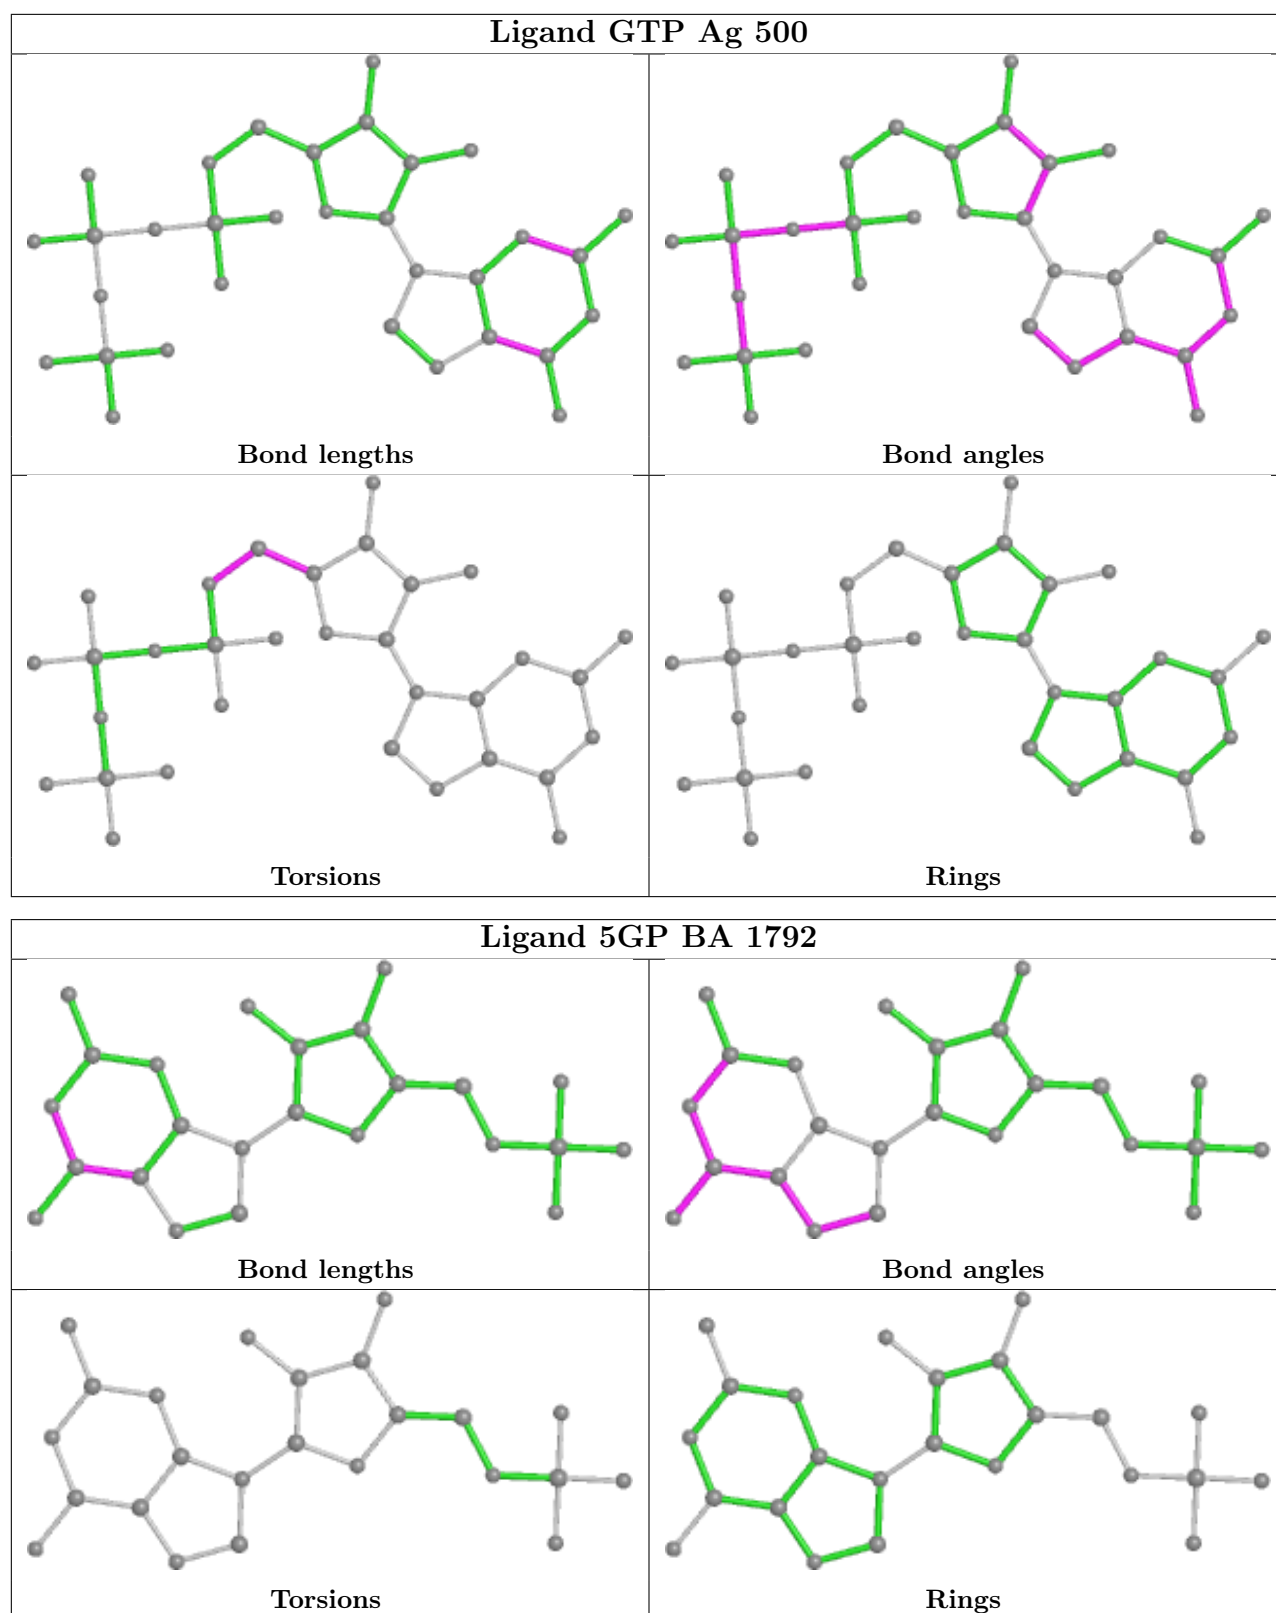 Ligand GTP Ag 500
Bond lengths
Bond angles
Torsions
Rings
Ligand 5GP BA 1792
Bond lengths
Bond angles
Torsions
Rings